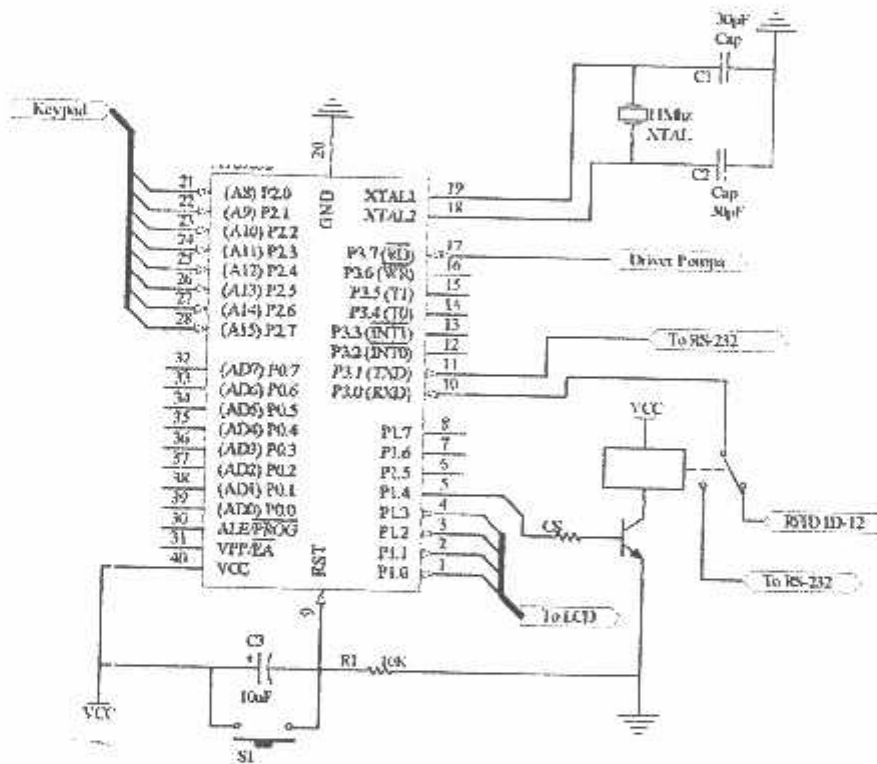 30pF
Cap
C1
11Mhz
XTAL
C2
Cap
30pF
Keypad
20
GND
21 (A8) P2.0
22 (A9) P2.1
23 (A10) P2.2
24 (A11) P2.3
25 (A12) P2.4
26 (A13) P2.5
27 (A14) P2.6
28 (A15) P2.7
32 (AD7) P0.7
33 (AD6) P0.6
34 (AD5) P0.5
35 (AD4) P0.4
36 (AD3) P0.3
37 (AD2) P0.2
38 (AD1) P0.1
39 (AD0) P0.0
30 ALE/PROG
31 VPP/EA
40 VCC
RST
9
XTAL1 19
XTAL2 18
P3.7 (RD) 17
P3.6 (WR) 16
P3.5 (T1) 15
P3.4 (T0) 14
P3.3 (INT1) 13
P3.2 (INT0) 12
P3.1 (TXD) 11
P3.0 (RXD) 10
P1.7 8
P1.6 7
P1.5 6
P1.4 5
P1.3 4
P1.2 3
P1.1 2
P1.0 1
Driver Pompa
To RS-232
VCC
RFID ID-12
To RS-232
To LCD
C3
+
10uF
R1 10K
VCC
S1